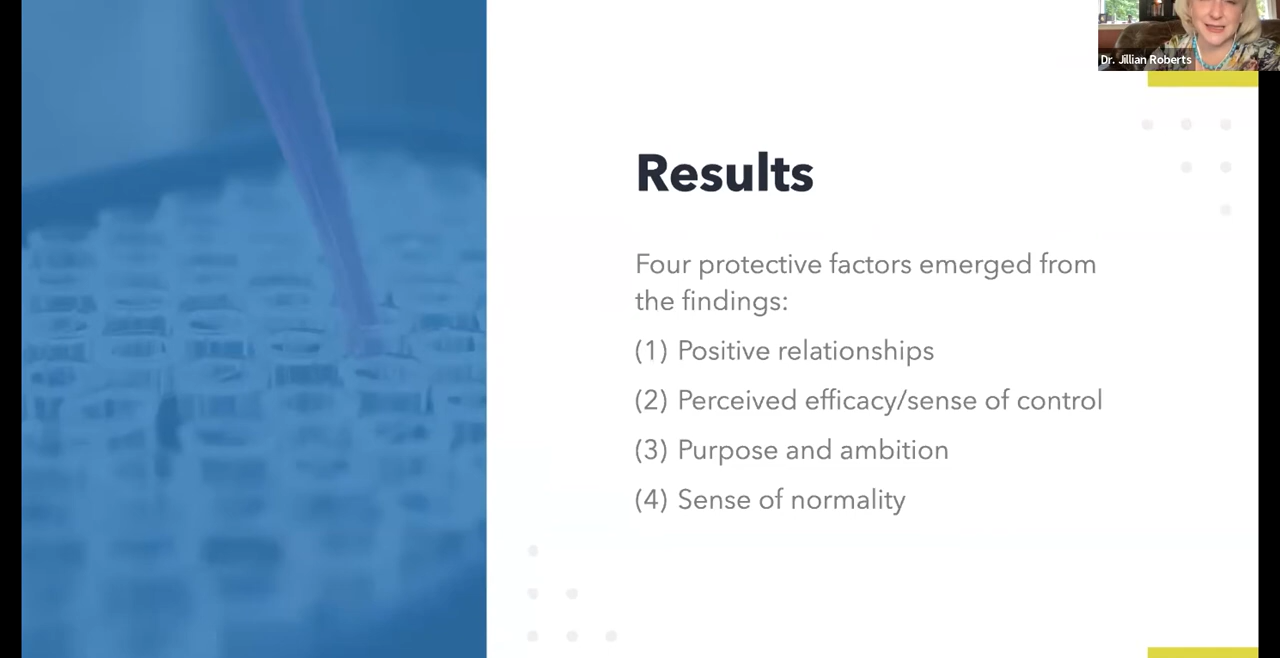 Dr. Jillian Roberts
Results
Four protective factors emerged from
the findings:
(1) Positive relationships
(2) Perceived efficacy/sense of control
(3) Purpose and ambition
(4) Sense of normality